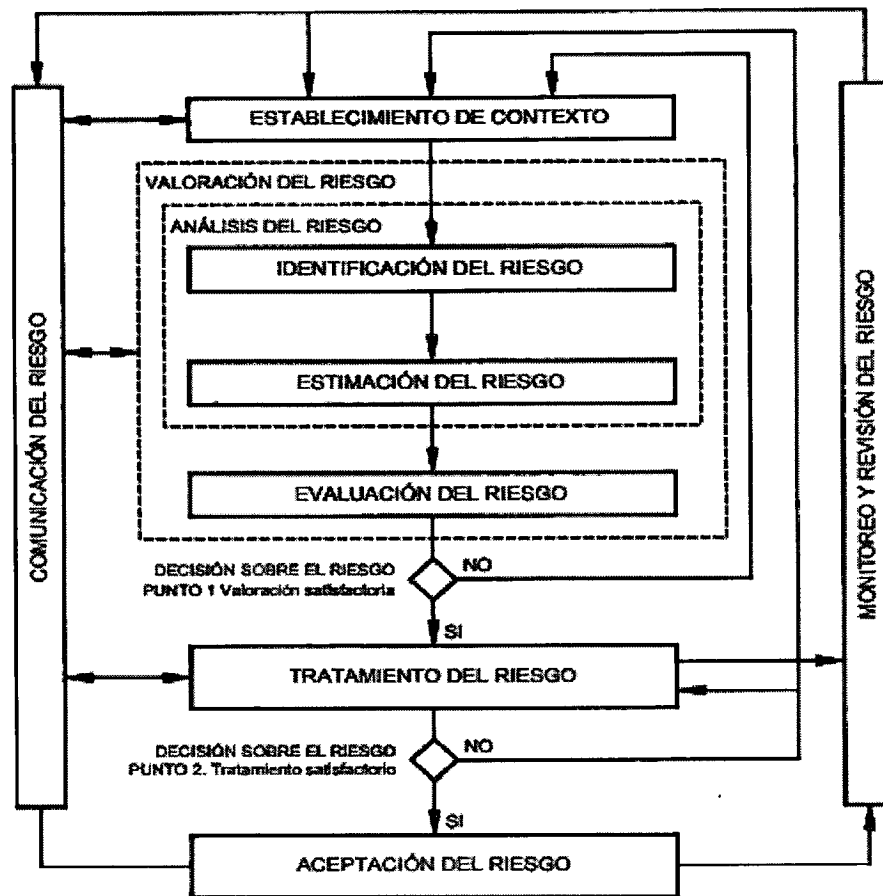 ESTABLECIMIENTO DE CONTEXTO
VALORACIÓN DEL RIESGO
ANÁLISIS DEL RIESGO
IDENTIFICACIÓN DEL RIESGO
ESTIMACIÓN DEL RIESGO
EVALUACIÓN DEL RIESGO
DECISIÓN SOBRE EL RIESGO
PUNTO 1 Valoración satisfactoria
NO
SI
TRATAMIENTO DEL RIESGO
DECISIÓN SOBRE EL RIESGO
PUNTO 2. Tratamiento satisfactorio
NO
SI
ACEPTACIÓN DEL RIESGO
COMUNICACIÓN DEL RIESGO
MONITOREO Y REVISIÓN DEL RIESGO